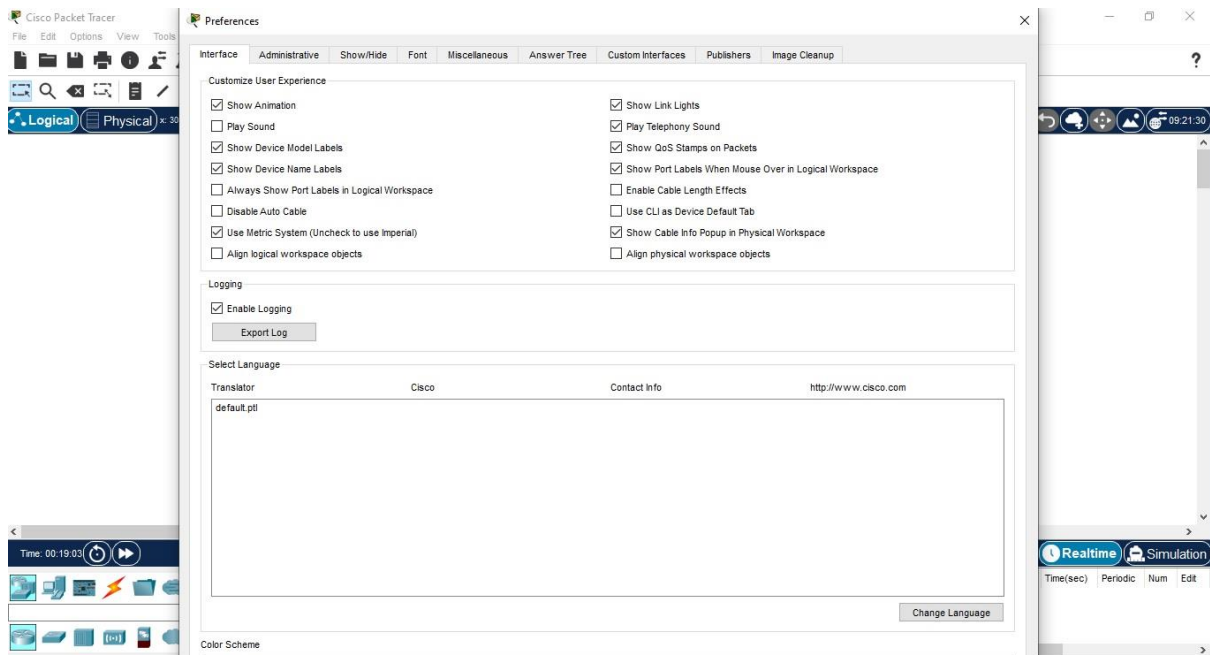 Cisco Packet Tracer
File Edit Options View Tools
Logical
Physical
x: 30
Time: 00:19:03
Preferences
Interface Administrative Show/Hide Font Miscellaneous Answer Tree Custom Interfaces Publishers Image Cleanup
Customize User Experience
Show Animation Show Link Lights
Play Sound Play Telephony Sound
Show Device Model Labels Show QoS Stamps on Packets
Show Device Name Labels Show Port Labels When Mouse Over in Logical Workspace
Always Show Port Labels in Logical Workspace Enable Cable Length Effects
Disable Auto Cable Use CLI as Device Default Tab
Use Metric System (Uncheck to use Imperial) Show Cable Info Popup in Physical Workspace
Align logical workspace objects Align physical workspace objects
Logging
Enable Logging
Export Log
Select Language
Translator Cisco Contact Info http://www.cisco.com
default.ptl
Change Language
Color Scheme
09:21:30
Realtime Simulation
Time(sec) Periodic Num Edit